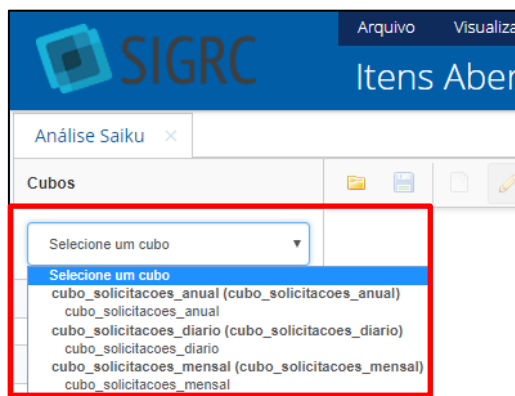 Arquivo Visualiza
SIGRC
Itens Aber
Análise Saiku ×
Cubos
Selecione um cubo
Selecione um cubo
cubo_solicitacoes_anual (cubo_solicitacoes_anual)
cubo_solicitacoes_anual
cubo_solicitacoes_diario (cubo_solicitacoes_diario)
cubo_solicitacoes_diario
cubo_solicitacoes_mensal (cubo_solicitacoes_mensal)
cubo_solicitacoes_mensal